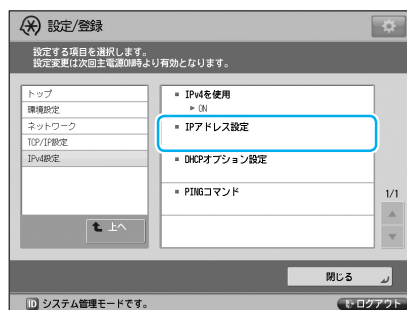 設定/登録
設定する項目を選択します。
設定変更は次回主電源ON時より有効となります。
トップ
環境設定
ネットワーク
TCP/IP設定
IPv4設定
上へ
IPv4を使用
ON
IPアドレス設定
DHCPオプション設定
PINGコマンド
1/1
閉じる
ID システム管理モードです。
ログアウト